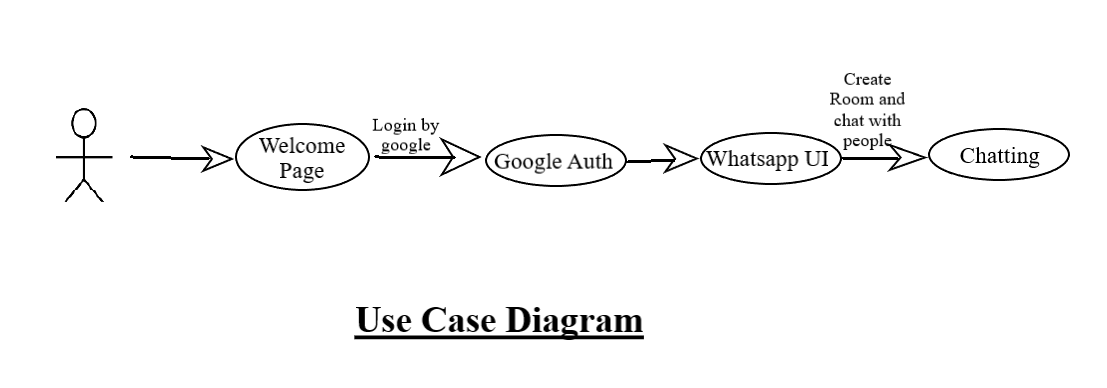 Welcome
Page
Login by
google
Google Auth
Whatsapp UI
Create
Room and
chat with
people
Chatting
Use Case Diagram